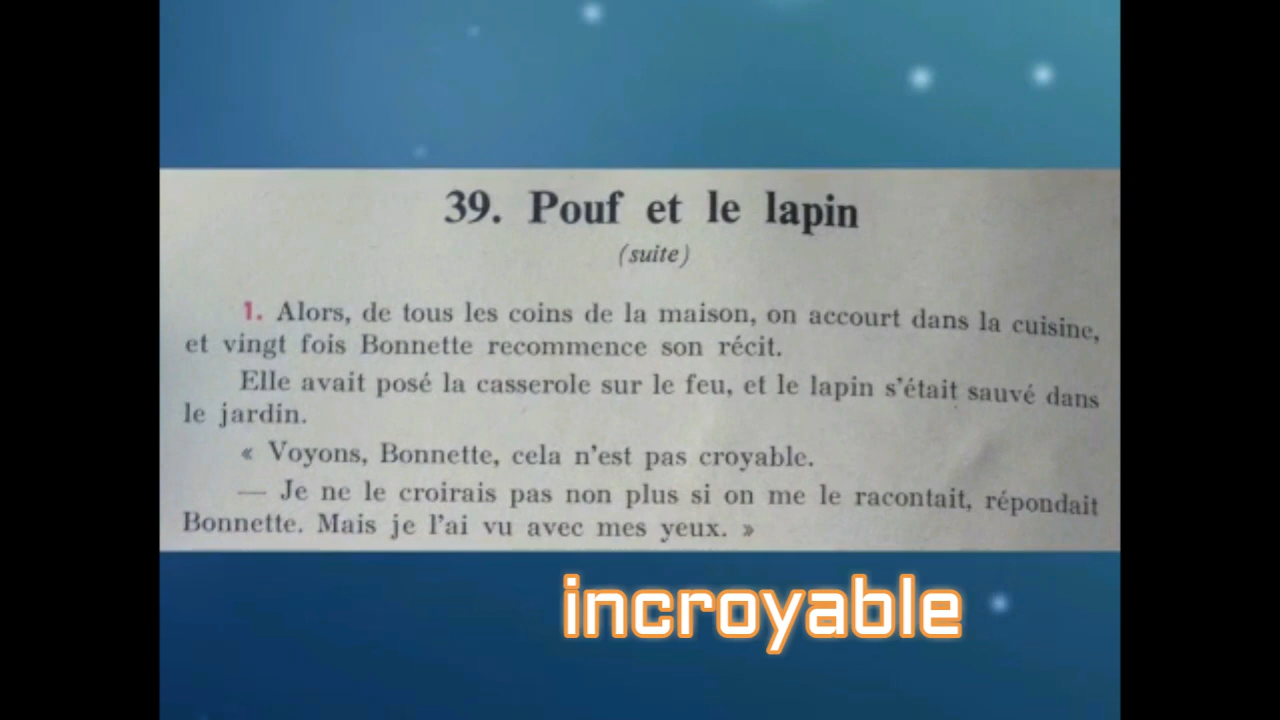 39. Pouf et le lapin
(suite)
1. Alors, de tous les coins de la maison, on accourt dans la cuisine,
et vingt fois Bonnette recommence son récit.
Elle avait posé la casserole sur le feu, et le lapin s'était sauvé dans
le jardin.
« Voyons, Bonnette, cela n'est pas croyable.
— Je ne le croirais pas non plus si on me le racontait, répondait
Bonnette. Mais je l'ai vu avec mes yeux. »
incroyable